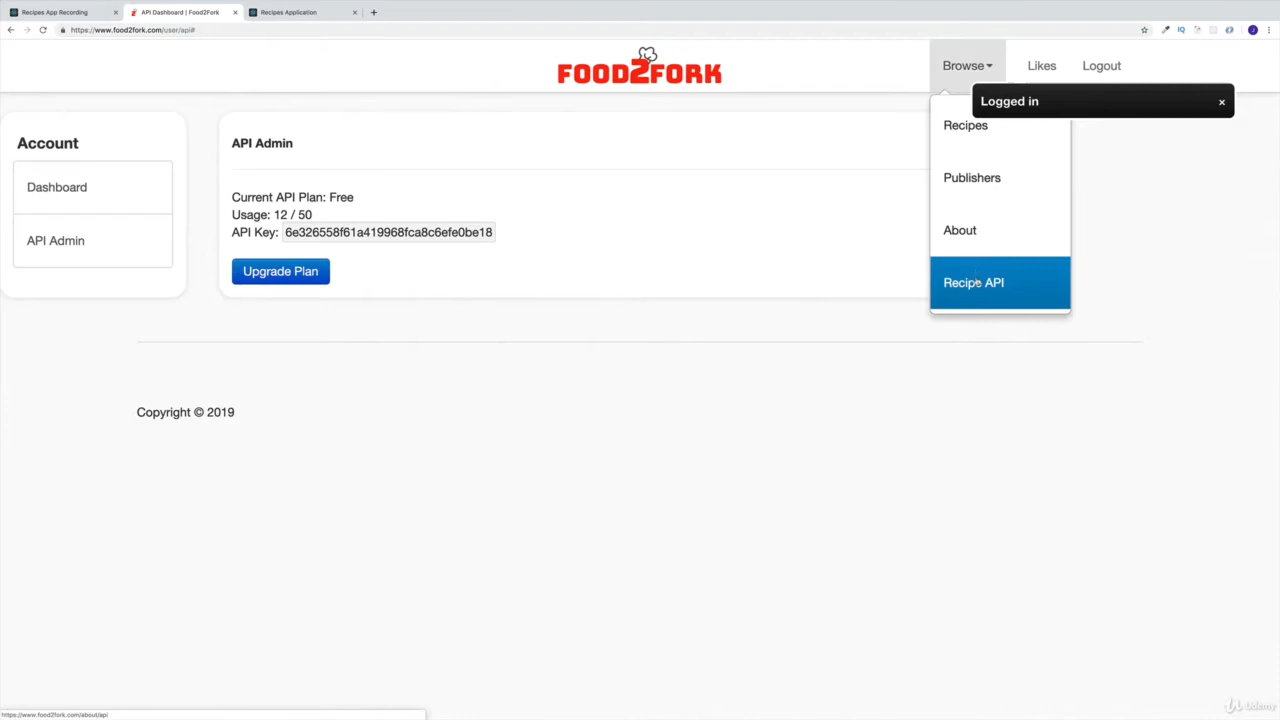 Recipes App Recording
API Dashboard | Food2Fork
Recipes Application
https://www.food2fork.com/user/api#
IQ
J
FOOD2FORK
Browse
Likes
Logout
Logged in
×
Recipes
Publishers
About
Recipe API
Account
Dashboard
API Admin
API Admin
Current API Plan: Free
Usage: 12 / 50
API Key: 6e326558f61a419968fca8c6efe0be18
Upgrade Plan
Copyright © 2019
https://www.food2fork.com/about/api
Udemy